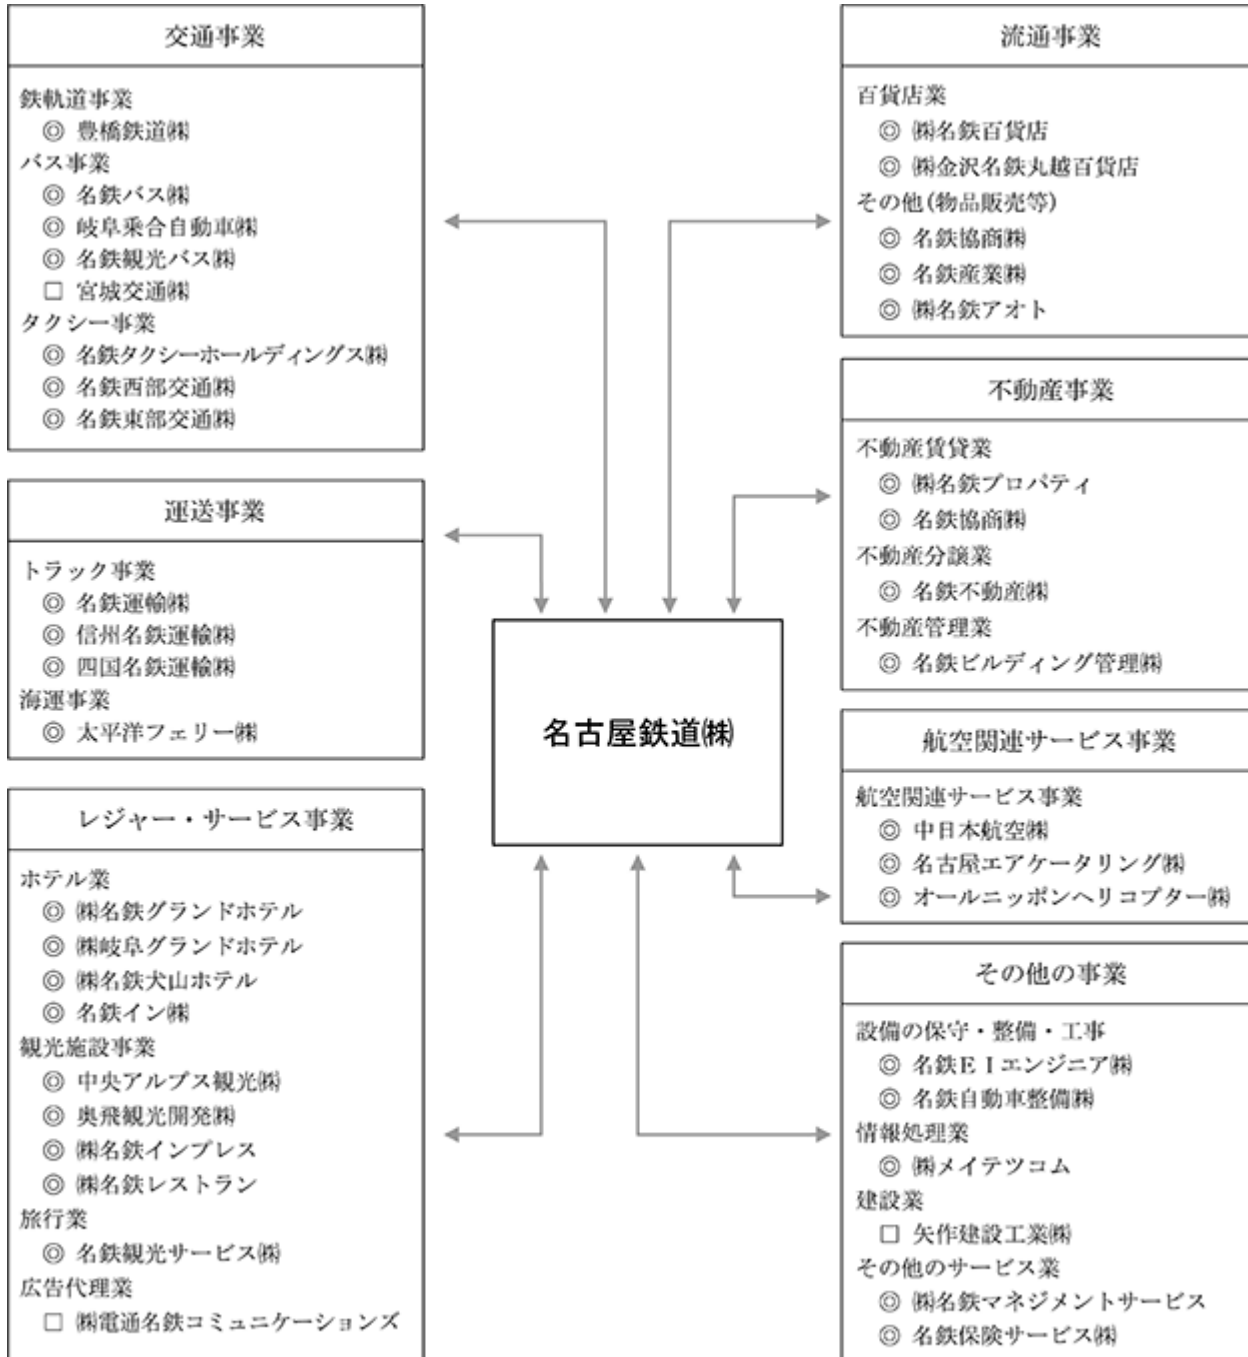 交通事業
鉄軌道事業
◎ 豊橋鉄道㈱
バス事業
◎ 名鉄バス㈱
◎ 岐阜乗合自動車㈱
◎ 名鉄観光バス㈱
□ 宮城交通㈱
タクシー事業
◎ 名鉄タクシーホールディングス㈱
◎ 名鉄西部交通㈱
◎ 名鉄東部交通㈱
運送事業
トラック事業
◎ 名鉄運輸㈱
◎ 信州名鉄運輸㈱
◎ 四国名鉄運輸㈱
海運事業
◎ 太平洋フェリー㈱
レジャー・サービス事業
ホテル業
◎ ㈱名鉄グランドホテル
◎ ㈱岐阜グランドホテル
◎ ㈱名鉄犬山ホテル
◎ 名鉄イン㈱
観光施設事業
◎ 中央アルプス観光㈱
◎ 奥飛観光開発㈱
◎ ㈱名鉄インプレス
◎ ㈱名鉄レストラン
旅行業
◎ 名鉄観光サービス㈱
広告代理業
□ ㈱電通名鉄コミュニケーションズ
名古屋鉄道㈱
流通事業
百貨店業
◎ ㈱名鉄百貨店
◎ ㈱金沢名鉄丸越百貨店
その他(物品販売等)
◎ 名鉄協商㈱
◎ 名鉄産業㈱
◎ ㈱名鉄アオト
不動産事業
不動産賃貸業
◎ ㈱名鉄プロパティ
◎ 名鉄協商㈱
不動産分譲業
◎ 名鉄不動産㈱
不動産管理業
◎ 名鉄ビルディング管理㈱
航空関連サービス事業
航空関連サービス事業
◎ 中日本航空㈱
◎ 名古屋エアケータリング㈱
◎ オールニッポンヘリコプター㈱
その他の事業
設備の保守・整備・工事
◎ 名鉄ＥＩエンジニア㈱
◎ 名鉄自動車整備㈱
情報処理業
◎ ㈱メイテツコム
建設業
□ 矢作建設工業㈱
その他のサービス業
◎ ㈱名鉄マネジメントサービス
◎ 名鉄保険サービス㈱